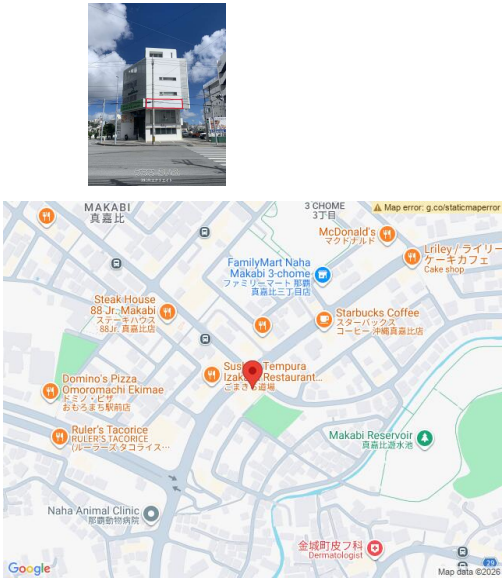 MAKABI
真嘉比
3 CHOME
3丁目
Map error: g.co/staticmaperror
McDonald's
マクドナルド
Lriley / ライリー
ケーキカフェ
Cake shop
FamilyMart Naha
Makabi 3-chome
ファミリーマート 那覇
真嘉比三丁目店
Steak House
88 Jr. Makabi
ステーキハウス
88Jr. 真嘉比店
Starbucks Coffee
スターバックス
コーヒー 沖縄真嘉比店
Tempura
Restaurant...
Domino's Pizza
Omoromachi Ekimae
ドミノ・ピザ
おもろまち駅前店
Ruler's Tacorice
RULER'S TACORICE
(ルーラーズ タコライス…
Makabi Reservoir
真嘉比遊水池
Naha Animal Clinic
那覇動物病院
金城町皮フ科
Dermatologist
29
Google
Map data ©2026